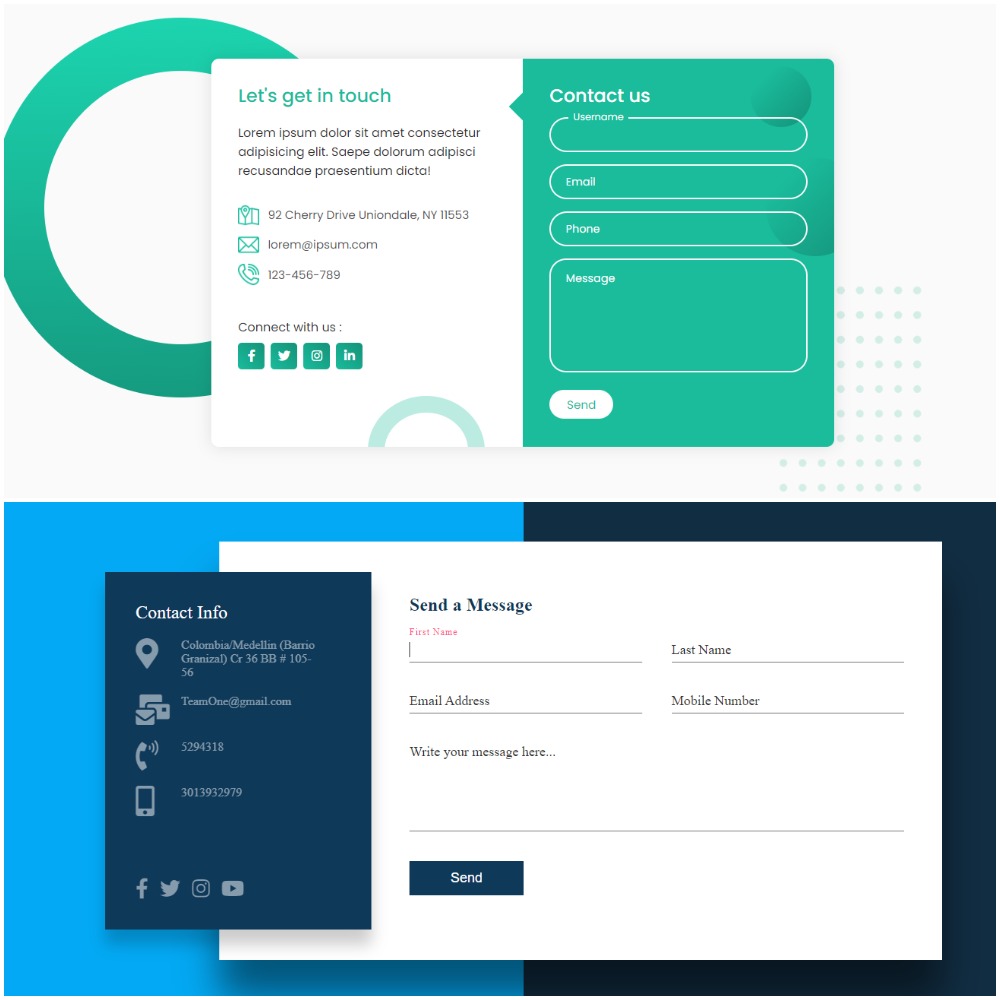 Let's get in touch
Lorem ipsum dolor sit amet consectetur
adipisicing elit. Saepe dolorum adipisci
recusandae praesentium dicta!
92 Cherry Drive Uniondale, NY 11553
lorem@ipsum.com
123-456-789
Connect with us :
Contact us
Username
Email
Phone
Message
Send
Contact Info
Colombia/Medellin (Barrio
Granizal) Cr 36 BB # 105-
56
TeamOne@gmail.com
5294318
3013932979
Send a Message
First Name
Last Name
Email Address
Mobile Number
Write your message here...
Send